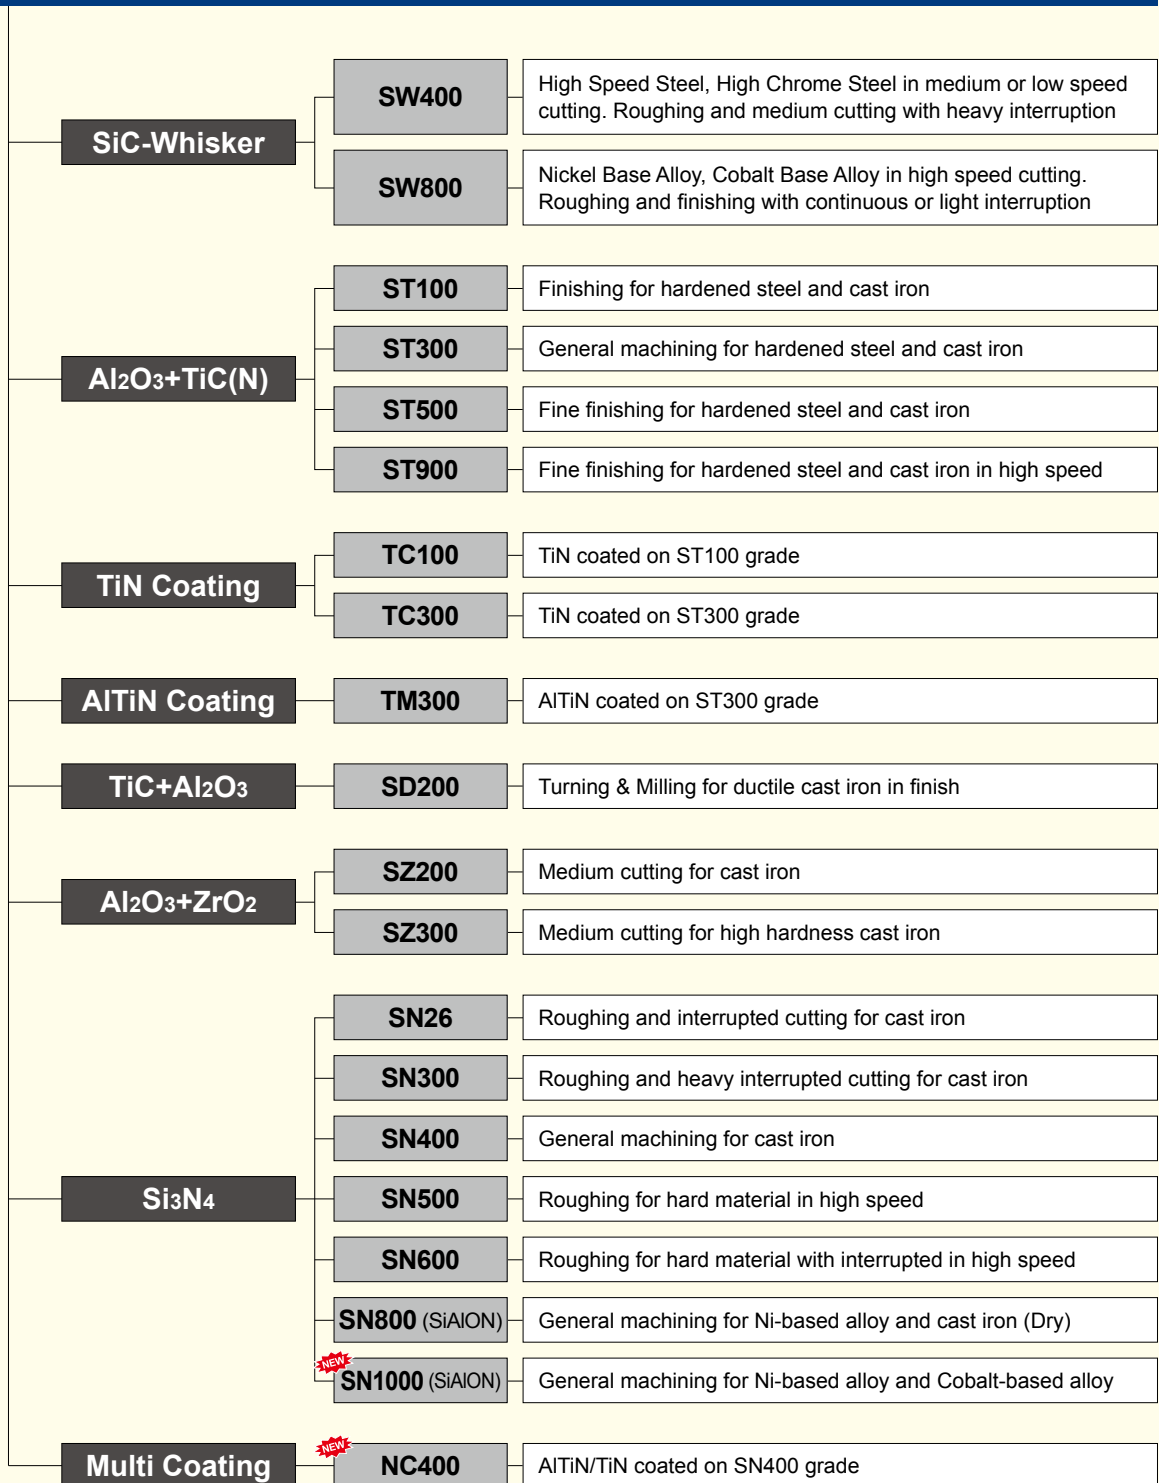 SiC-Whisker
SW400
High Speed Steel, High Chrome Steel in medium or low speed
cutting. Roughing and medium cutting with heavy interruption
SW800
Nickel Base Alloy, Cobalt Base Alloy in high speed cutting.
Roughing and finishing with continuous or light interruption
Al2O3+TiC(N)
ST100
Finishing for hardened steel and cast iron
ST300
General machining for hardened steel and cast iron
ST500
Fine finishing for hardened steel and cast iron
ST900
Fine finishing for hardened steel and cast iron in high speed
TiN Coating
TC100
TiN coated on ST100 grade
TC300
TiN coated on ST300 grade
AlTiN Coating
TM300
AlTiN coated on ST300 grade
TiC+Al2O3
SD200
Turning & Milling for ductile cast iron in finish
Al2O3+ZrO2
SZ200
Medium cutting for cast iron
SZ300
Medium cutting for high hardness cast iron
Si3N4
SN26
Roughing and interrupted cutting for cast iron
SN300
Roughing and heavy interrupted cutting for cast iron
SN400
General machining for cast iron
SN500
Roughing for hard material in high speed
SN600
Roughing for hard material with interrupted in high speed
SN800 (SiAlON)
General machining for Ni-based alloy and cast iron (Dry)
NEW
SN1000 (SiAlON)
General machining for Ni-based alloy and Cobalt-based alloy
Multi Coating
NEW
NC400
AlTiN/TiN coated on SN400 grade